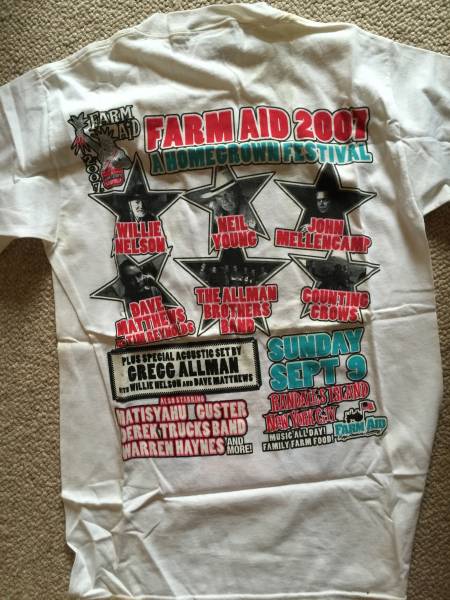 FARM AID
2007
FARM AID 2007
A HOMEGROWN FESTIVAL
WILLIE NELSON
NEIL YOUNG
JOHN MELLENCAMP
DAVE MATTHEWS
TIM REYNOLDS
THE ALLMAN BROTHERS BAND
COUNTING CROWS
PLUS SPECIAL ACOUSTIC SET BY
GREGG ALLMAN
WITH WILLIE NELSON AND DAVE MATTHEWS
ALSO STARRING
MATISYAHU GUSTER
DEREK TRUCKS BAND
WARREN HAYNES AND MORE!
SUNDAY
SEPT 9
RANDALL'S ISLAND
NEW YORK CITY
MUSIC ALL DAY!
FAMILY FARM FOOD!
FARM AID